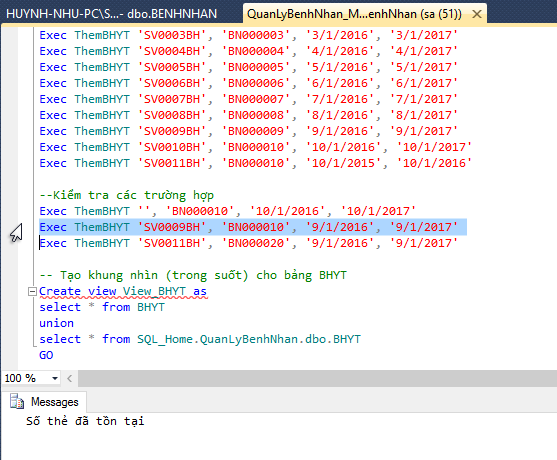 HUYNH-NHU-PC\S...- dbo.BENHNHAN
QuanLyBenhNhan_M...enhNhan (sa (51))
Exec ThemBHYT 'SV0003BH', 'BN000003', '3/1/2016', '3/1/2017'
Exec ThemBHYT 'SV0004BH', 'BN000004', '4/1/2016', '4/1/2017'
Exec ThemBHYT 'SV0005BH', 'BN000005', '5/1/2016', '5/1/2017'
Exec ThemBHYT 'SV0006BH', 'BN000006', '6/1/2016', '6/1/2017'
Exec ThemBHYT 'SV0007BH', 'BN000007', '7/1/2016', '7/1/2017'
Exec ThemBHYT 'SV0008BH', 'BN000008', '8/1/2016', '8/1/2017'
Exec ThemBHYT 'SV0009BH', 'BN000009', '9/1/2016', '9/1/2017'
Exec ThemBHYT 'SV0010BH', 'BN000010', '10/1/2016', '10/1/2017'
Exec ThemBHYT 'SV0011BH', 'BN000010', '10/1/2015', '10/1/2016'
--Kiểm tra các trường hợp
Exec ThemBHYT '', 'BN000010', '10/1/2016', '10/1/2017'
Exec ThemBHYT 'SV0009BH', 'BN000010', '9/1/2016', '9/1/2017'
Exec ThemBHYT 'SV0011BH', 'BN000020', '9/1/2016', '9/1/2017'
-- Tạo khung nhìn (trong suốt) cho bảng BHYT
Create view View_BHYT as
select * from BHYT
union
select * from SQL_Home.QuanLyBenhNhan.dbo.BHYT
GO
100 %
Messages
Số thẻ đã tồn tại